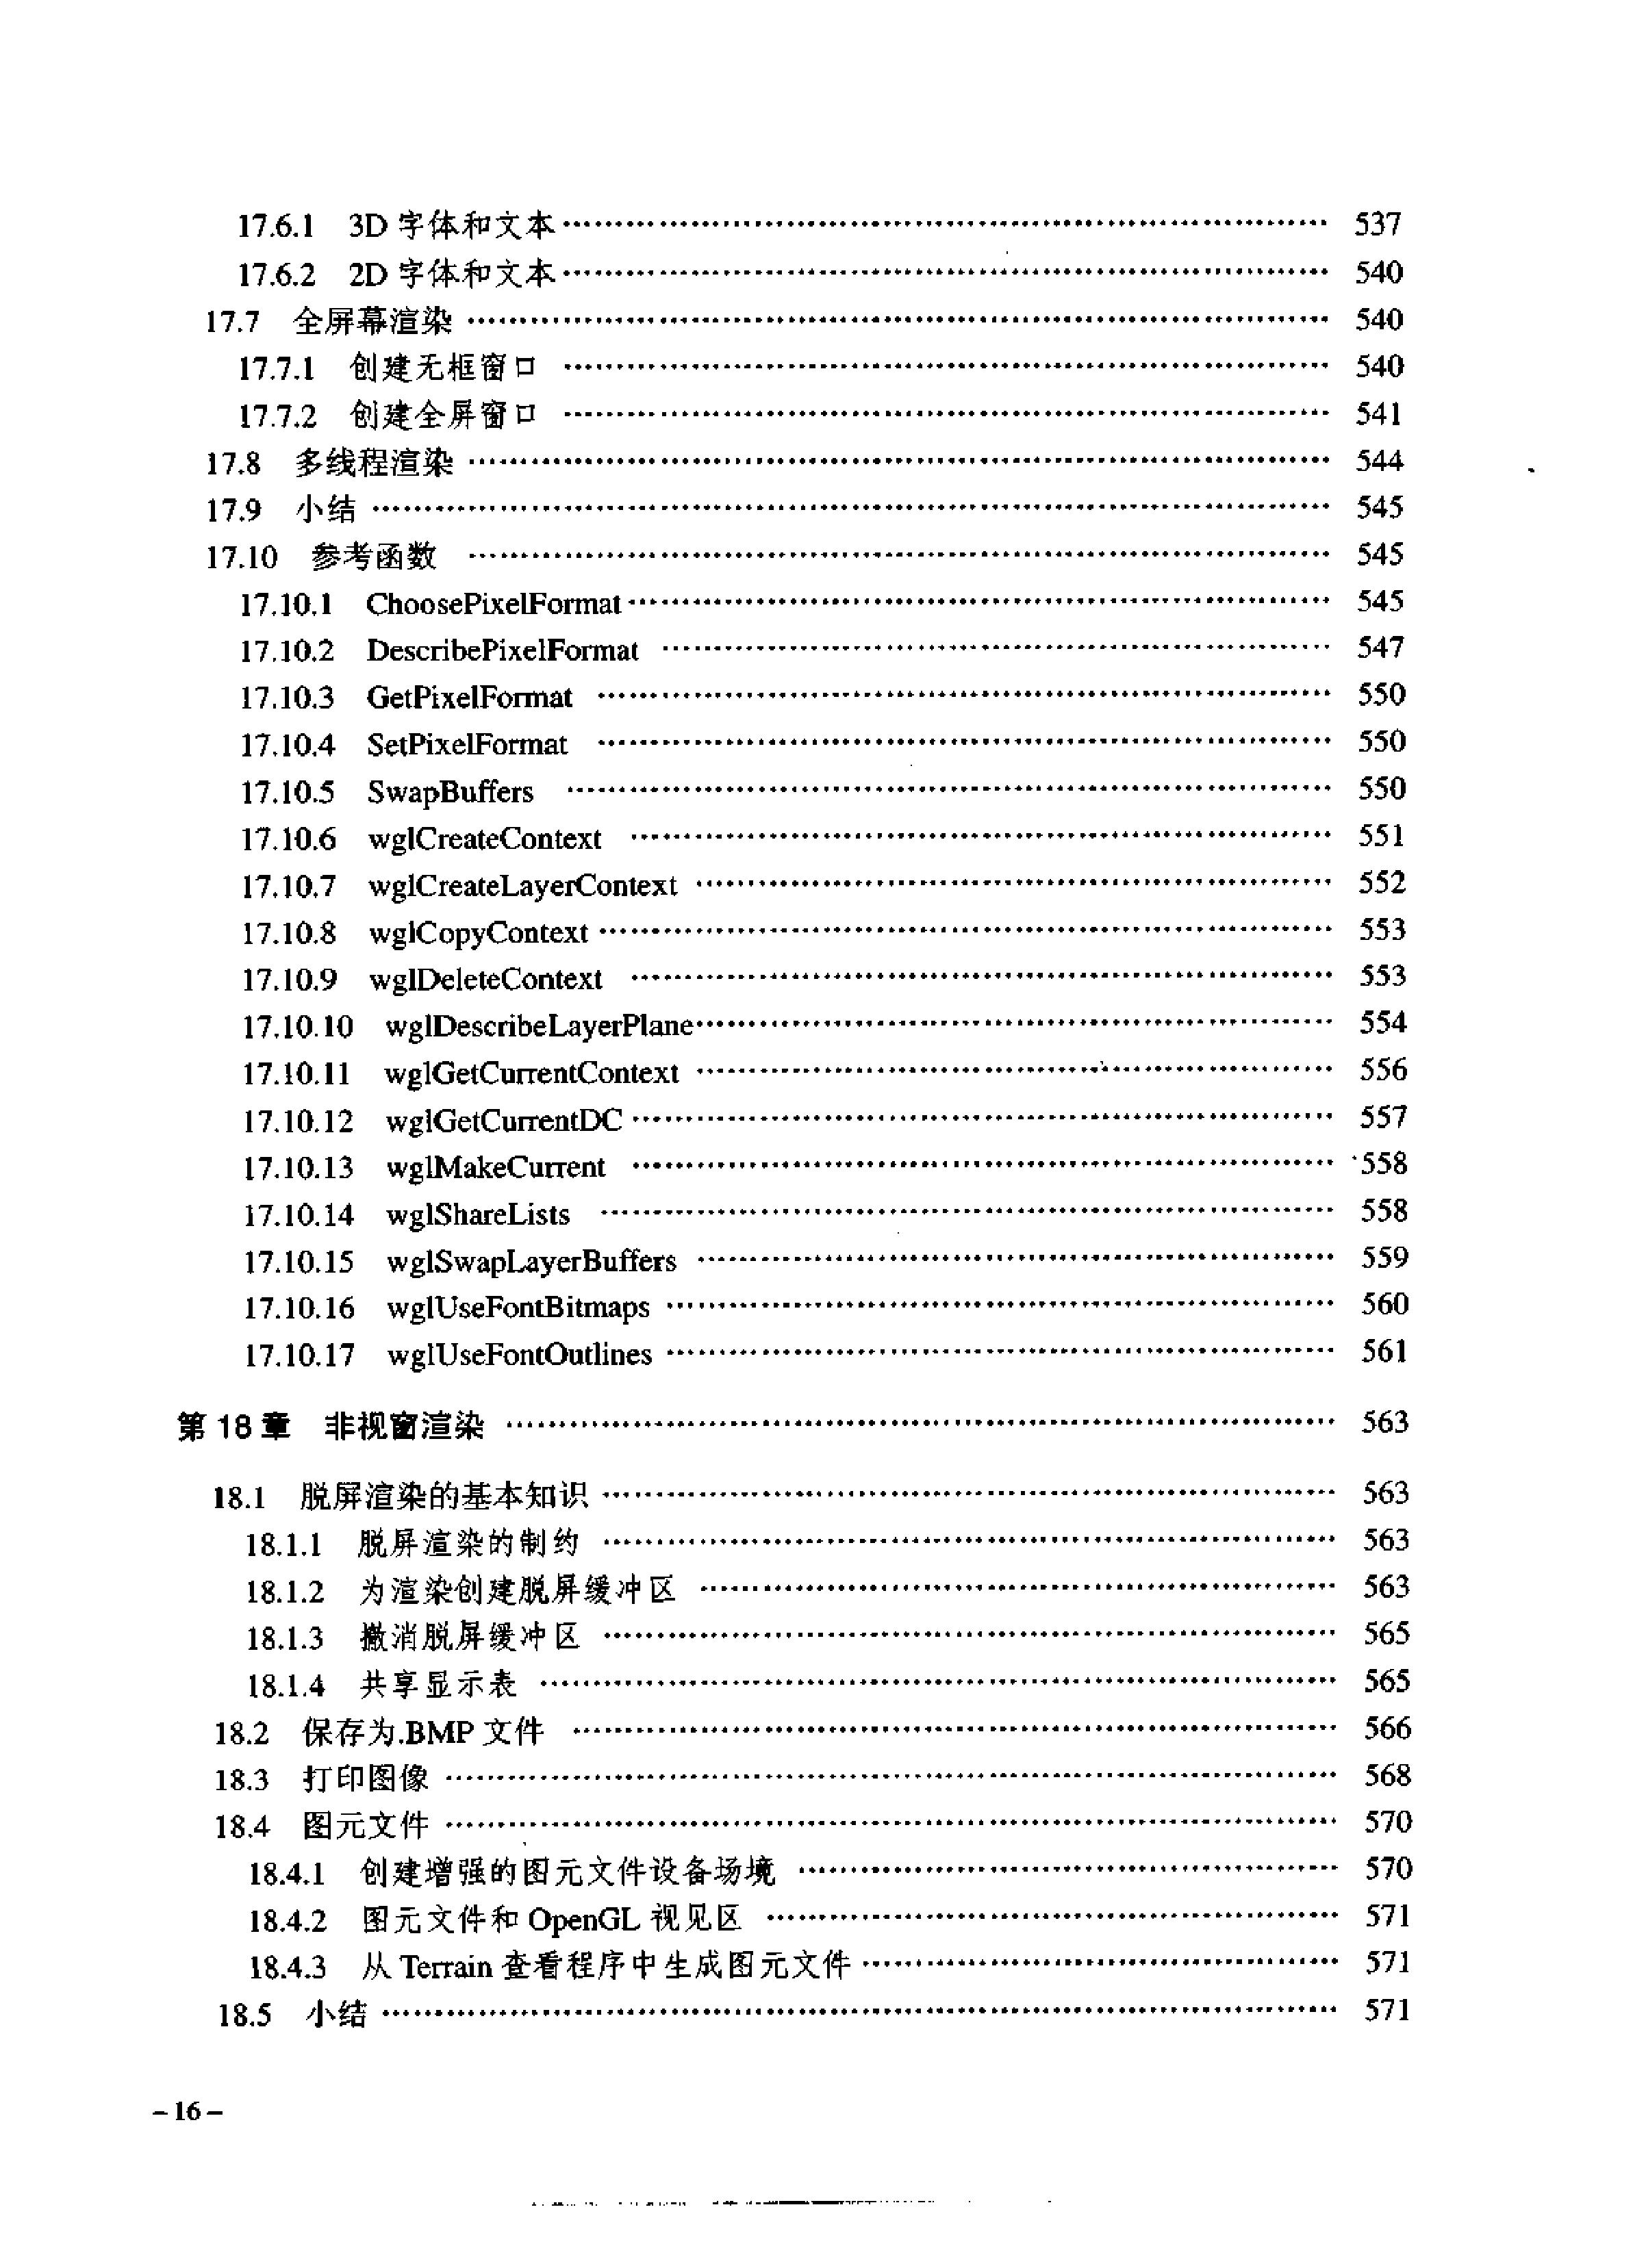 17.6.1 3D 字体和文本 537
17.6.2 2D 字体和文本 540
17.7 全屏幕渲染 540
17.7.1 创建无框窗口 540
17.7.2 创建全屏窗口 541
17.8 多线程渲染 544
17.9 小结 545
17.10 参考函数 545
17.10.1 ChoosePixelFormat 545
17.10.2 DescribePixelFormat 547
17.10.3 GetPixelFormat 550
17.10.4 SetPixelFormat 550
17.10.5 SwapBuffers 550
17.10.6 wglCreateContext 551
17.10.7 wglCreateLayerContext 552
17.10.8 wglCopyContext 553
17.10.9 wglDeleteContext 553
17.10.10 wglDescribeLayerPlane 554
17.10.11 wglGetCurrentContext 556
17.10.12 wglGetCurrentDC 557
17.10.13 wglMakeCurrent 558
17.10.14 wglShareLists 558
17.10.15 wglSwapLayerBuffers 559
17.10.16 wglUseFontBitmaps 560
17.10.17 wglUseFontOutlines 561
第 18 章 非视窗渲染 563
18.1 脱屏渲染的基本知识 563
18.1.1 脱屏渲染的制约 563
18.1.2 为渲染创建脱屏缓冲区 563
18.1.3 撤消脱屏缓冲区 565
18.1.4 共享显示表 565
18.2 保存为.BMP 文件 566
18.3 打印图像 568
18.4 图元文件 570
18.4.1 创建增强的图元文件设备场境 570
18.4.2 图元文件和 OpenGL 视见区 571
18.4.3 从 Terrain 查看程序中生成图元文件 571
18.5 小结 571
– 16 –